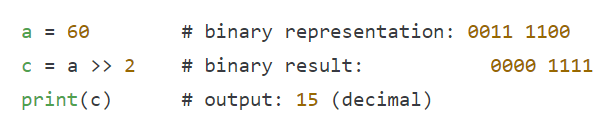 a = 60         # binary representation: 0011 1100
c = a >> 2     # binary result:            0000 1111
print(c)       # output: 15 (decimal)